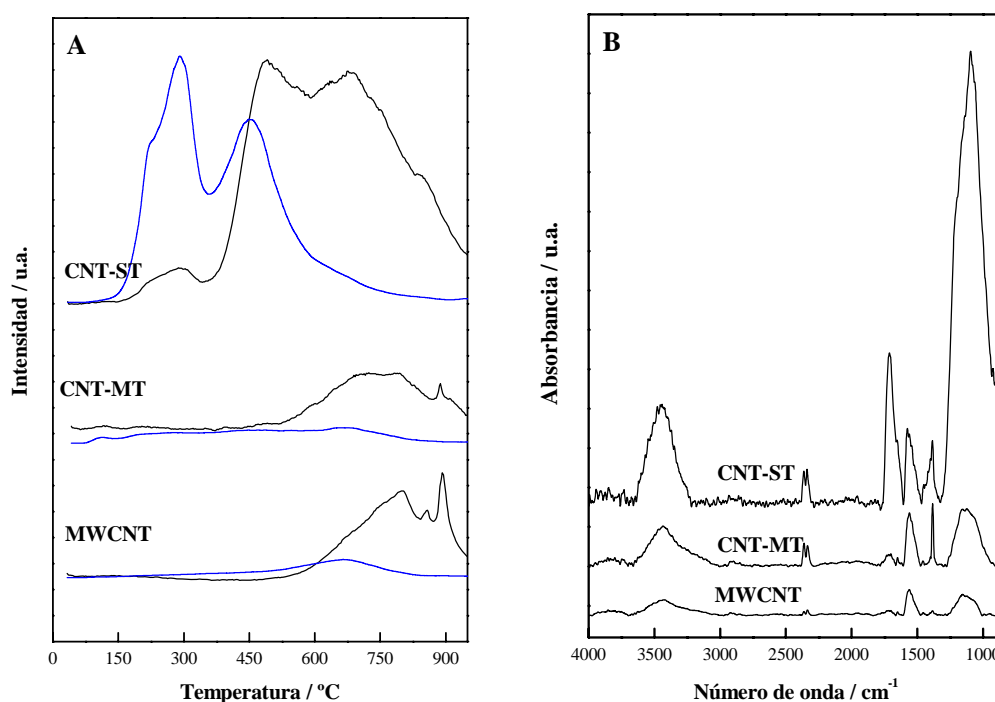 A
Intensidad / u.a.
CNT-ST
CNT-MT
MWCNT
0 150 300 450 600 750 900
Temperatura / ºC
B
Absorbancia / u.a.
CNT-ST
CNT-MT
MWCNT
4000 3500 3000 2500 2000 1500 1000
Número de onda / cm⁻¹